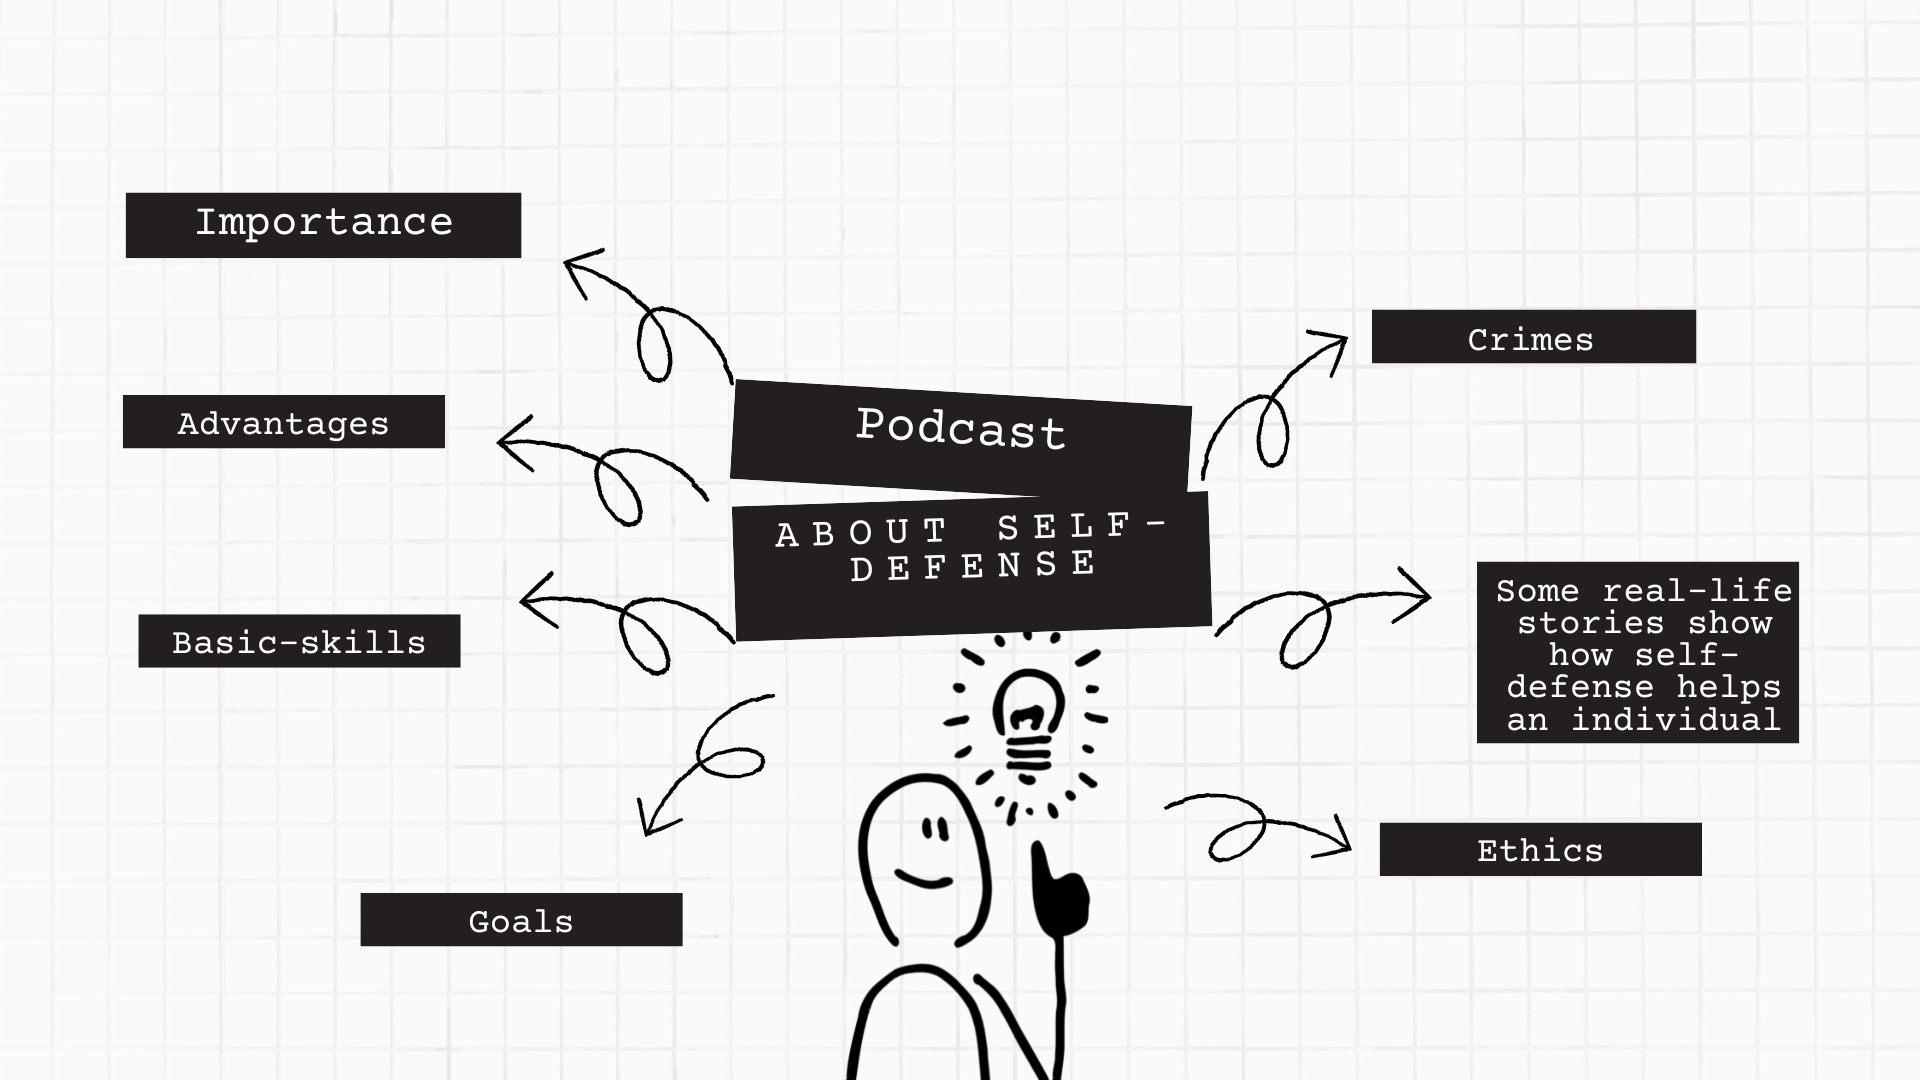 Importance
Advantages
Basic-skills
Goals
Podcast
ABOUT SELF-
DEFENSE
Crimes
Some real-life
stories show
how self-
defense helps
an individual
Ethics